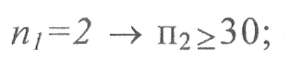 n₁=2 → п₂≥30;